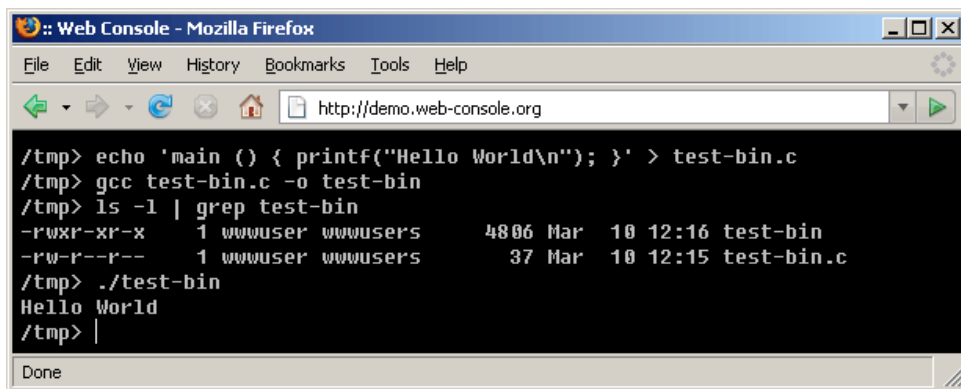 :: Web Console - Mozilla Firefox
File Edit View History Bookmarks Tools Help
http://demo.web-console.org
/tmp> echo 'main () { printf("Hello World\n"); }' > test-bin.c
/tmp> gcc test-bin.c -o test-bin
/tmp> ls -l | grep test-bin
-rwxr-xr-x    1 wwwuser wwwusers     4806 Mar  10 12:16 test-bin
-rw-r--r--    1 wwwuser wwwusers       37 Mar  10 12:15 test-bin.c
/tmp> ./test-bin
Hello World
/tmp>
Done